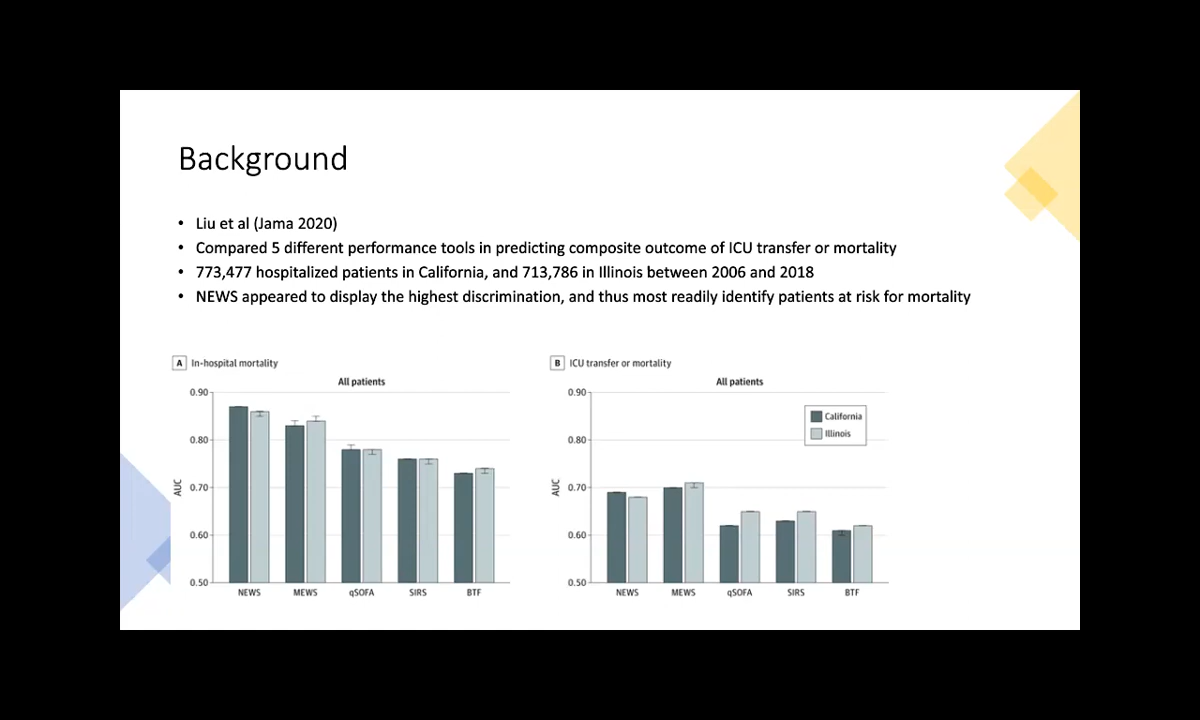 Background
• Liu et al (Jama 2020)
• Compared 5 different performance tools in predicting composite outcome of ICU transfer or mortality
• 773,477 hospitalized patients in California, and 713,786 in Illinois between 2006 and 2018
• NEWS appeared to display the highest discrimination, and thus most readily identify patients at risk for mortality
A In-hospital mortality
All patients
0.90
0.80
0.70
0.60
0.50
AUC
NEWS MEWS qSOFA SIRS BTF
B ICU transfer or mortality
All patients
0.90
0.80
0.70
0.60
0.50
AUC
California
Illinois
NEWS MEWS qSOFA SIRS BTF